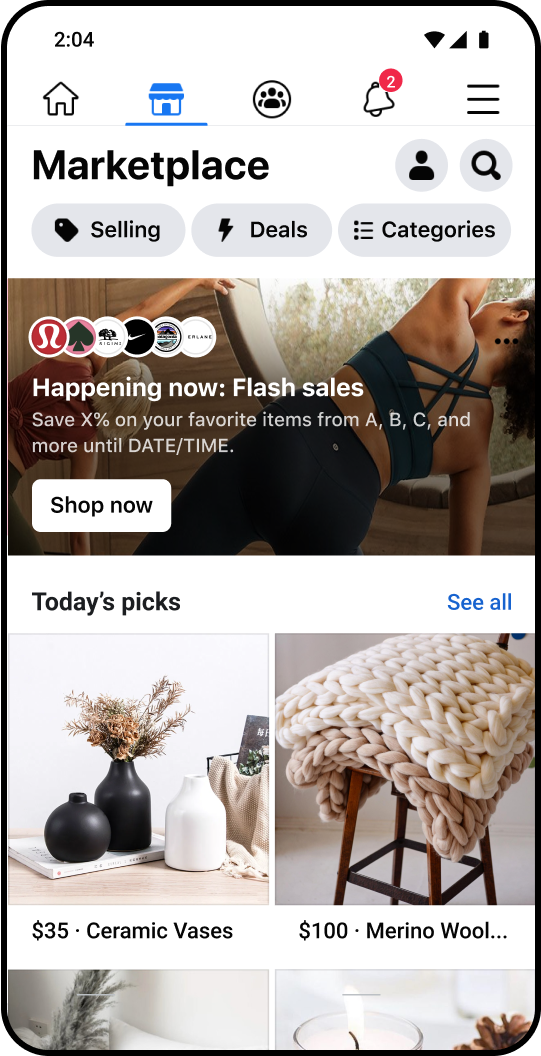 2:04
2
Marketplace
Selling
Deals
Categories
ERLANE
Happening now: Flash sales
Save X% on your favorite items from A, B, C, and
more until DATE/TIME.
Shop now
Today’s picks
See all
$35 · Ceramic Vases
$100 · Merino Wool...